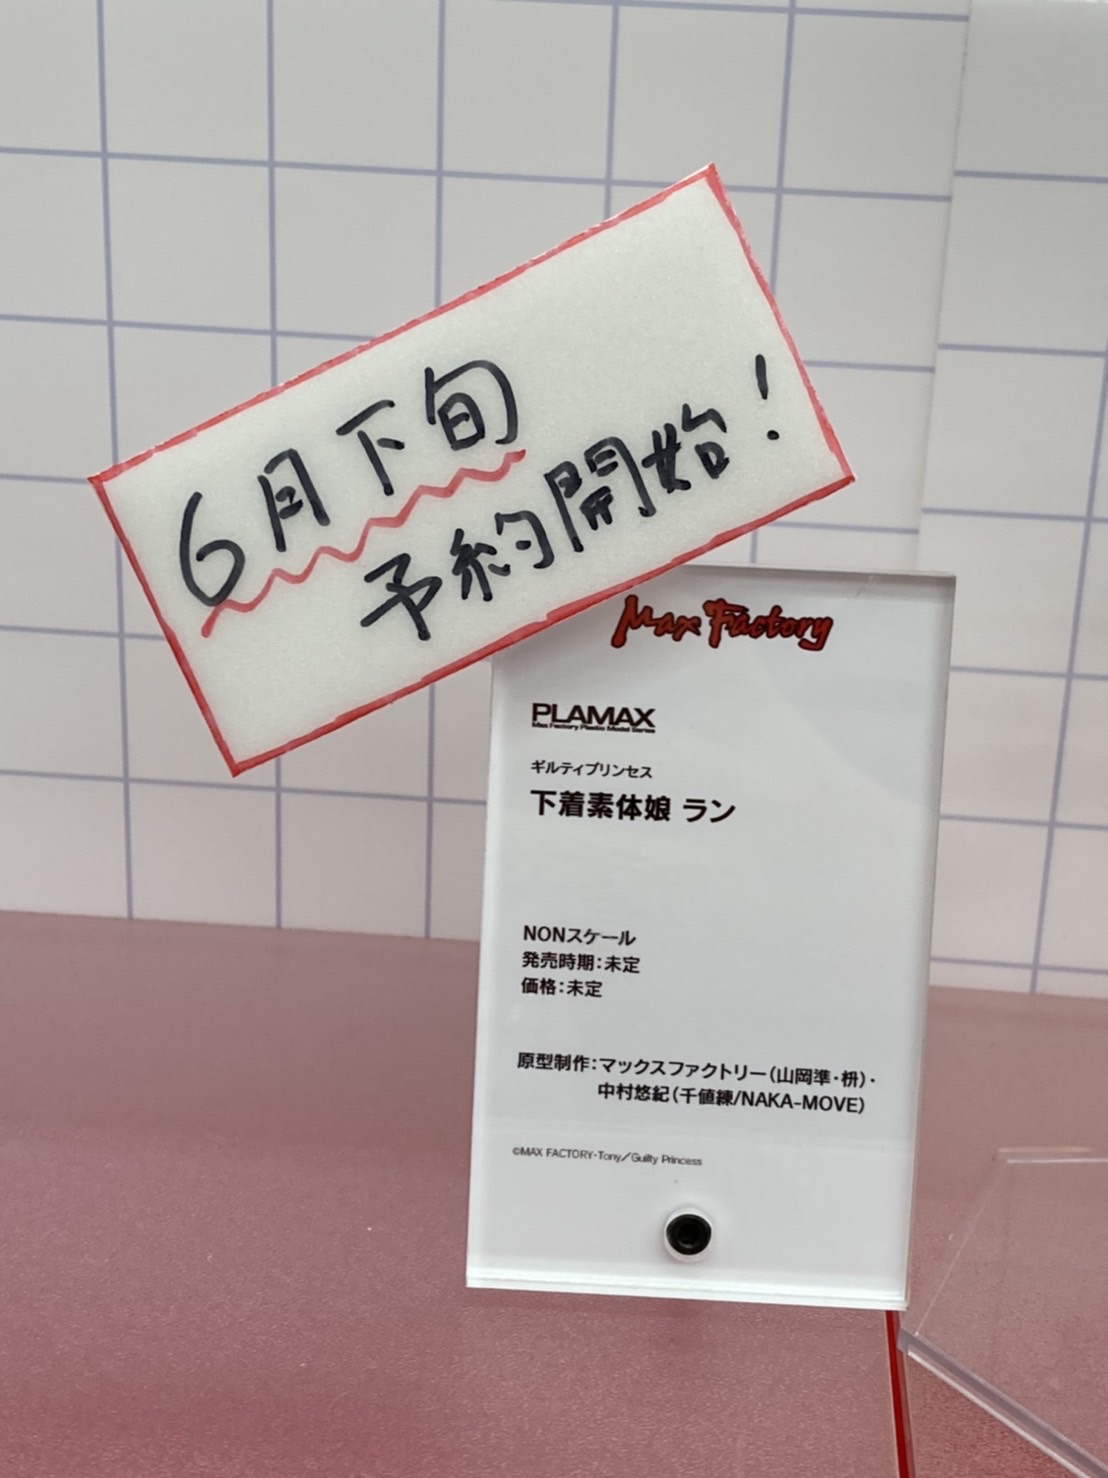 6月下旬
予約開始!
Max Factory
PLAMAX
Max Factory Plastic Model Series
ギルティプリンセス
下着素体娘 ラン
NONスケール
発売時期:未定
価格:未定
原型制作:マックスファクトリー(山岡準・枡)・
中村悠紀(千値練/NAKA-MOVE)
©MAX FACTORY・Tony/Guilty Princess